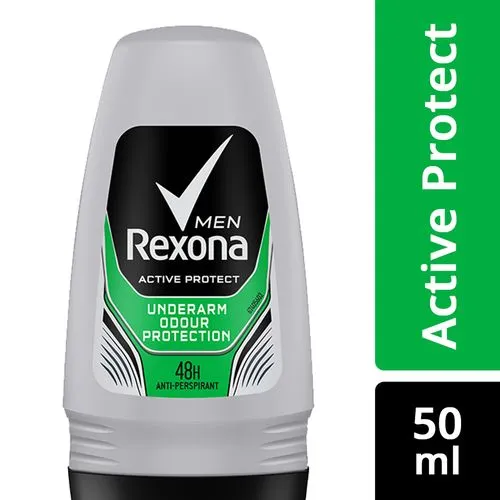 MEN
Rexona
ACTIVE PROTECT
UNDERARM
ODOUR
PROTECTION
48H
ANTI-PERSPIRANT
Active Protect
50
ml